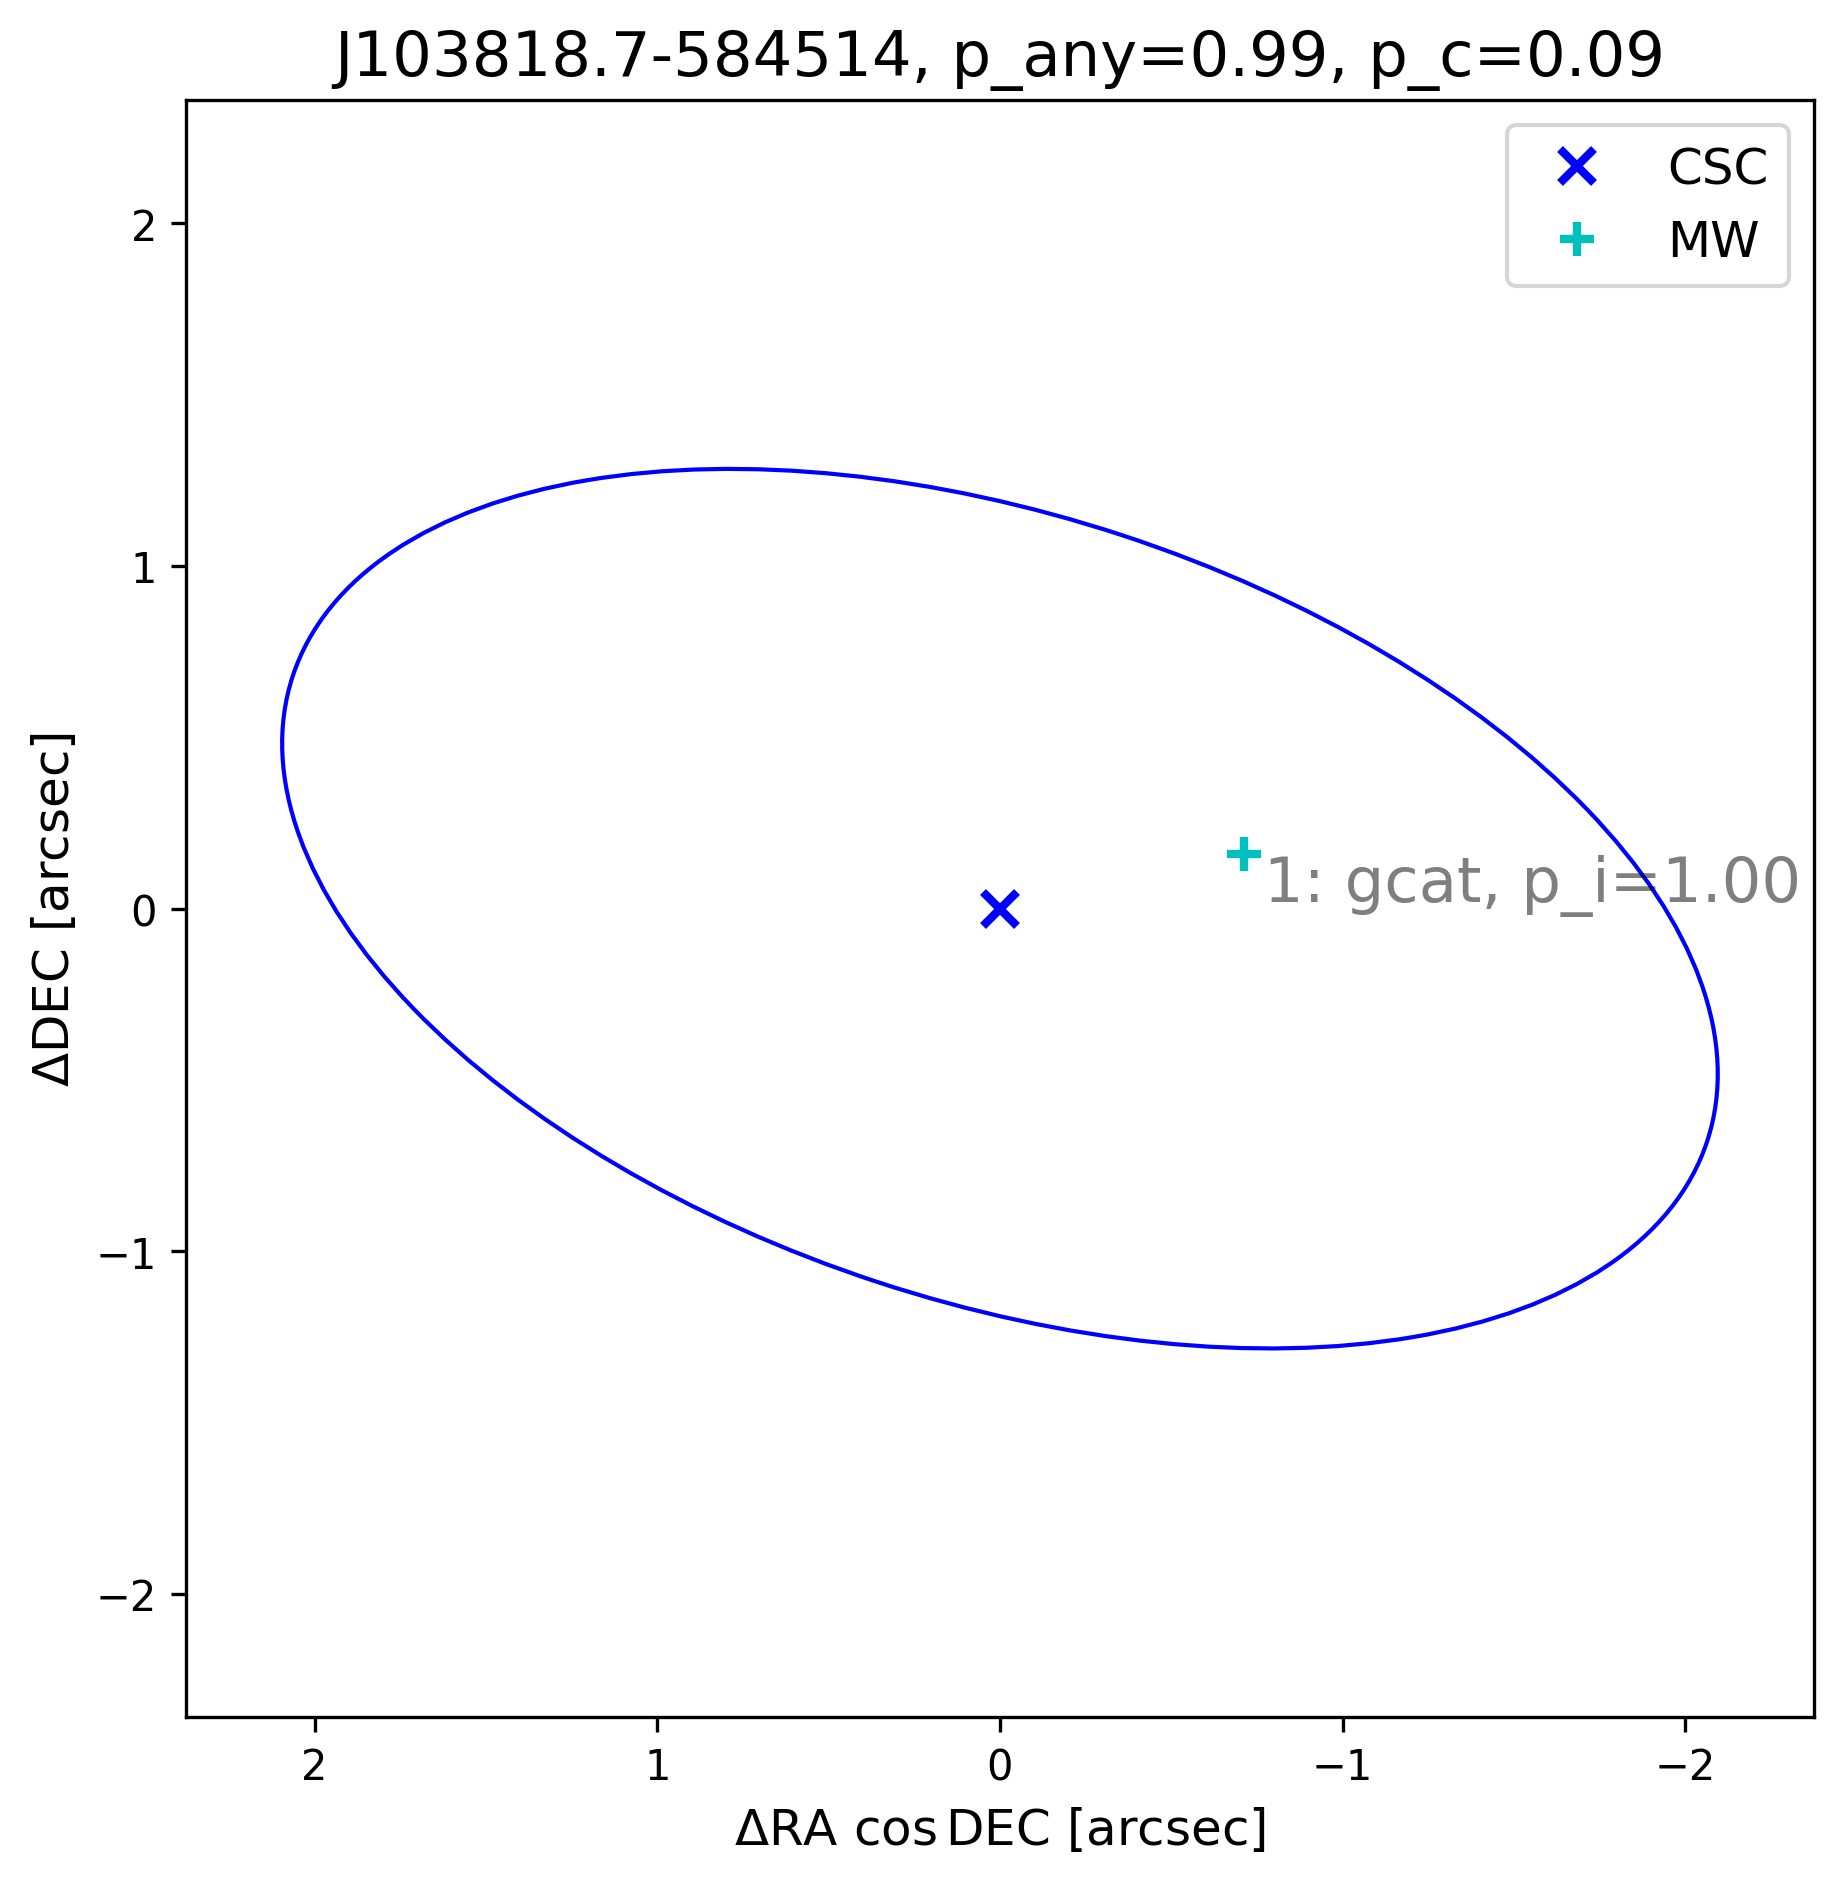 J103818.7-584514, p_any=0.99, p_c=0.09
CSC
MW
2
1
0
−1
−2
ΔDEC [arcsec]
1: gcat, p_i=1.00
2
1
0
−1
−2
ΔRA cos DEC [arcsec]